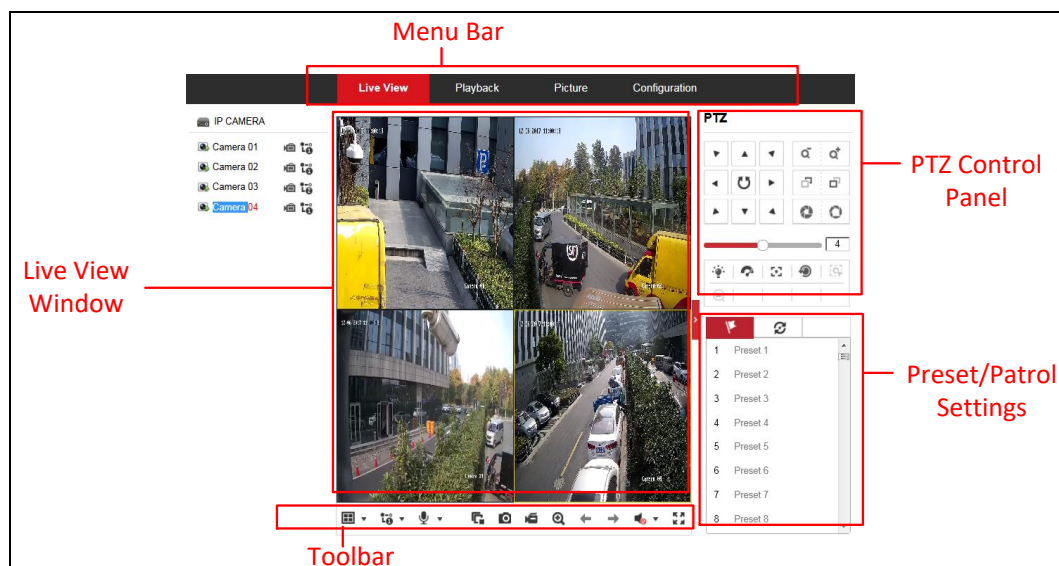 Menu Bar
Live View Playback Picture Configuration
IP CAMERA
Camera 01
Camera 02
Camera 03
Camera 04
PTZ
4
PTZ Control
Panel
Live View
Window
Camera 01
1 Preset 1
2 Preset 2
3 Preset 3
4 Preset 4
5 Preset 5
6 Preset 6
7 Preset 7
8 Preset 8
Preset/Patrol
Settings
Toolbar